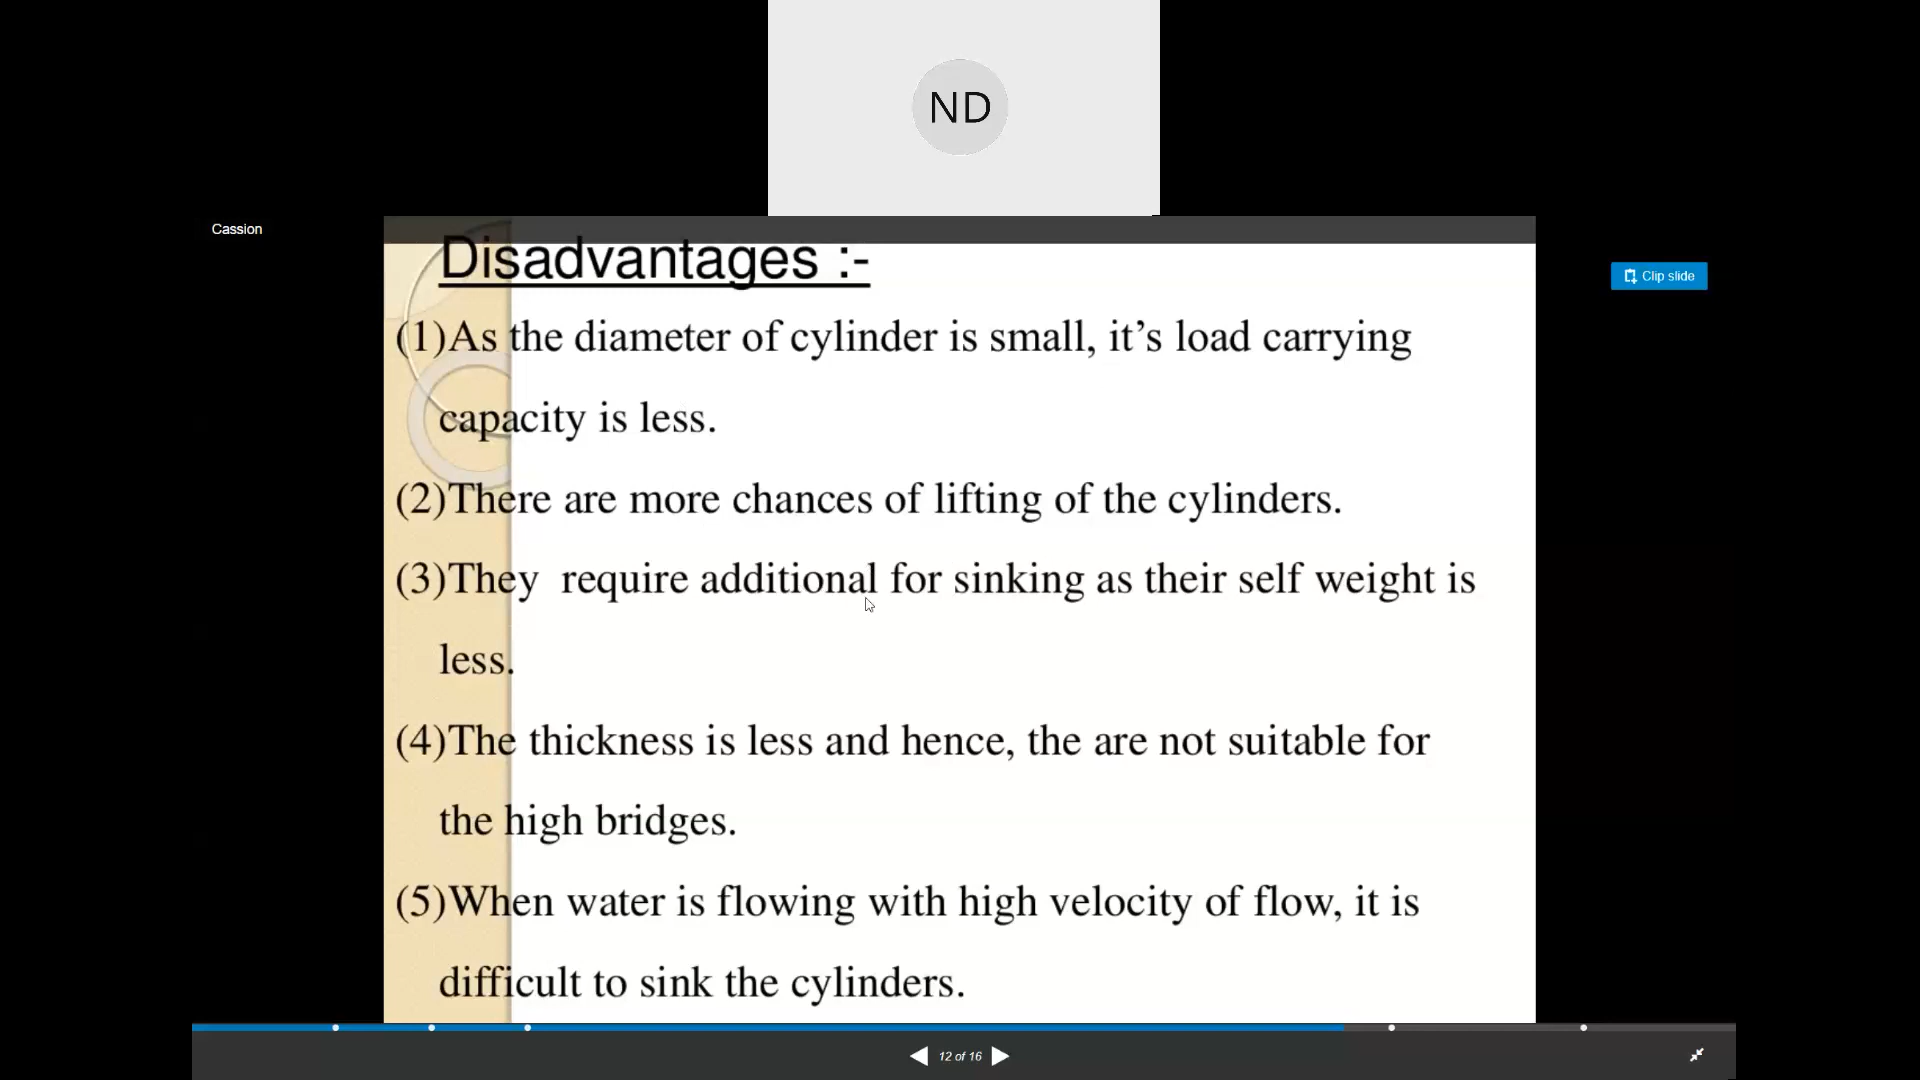 ND
Cassion
Clip slide
Disadvantages :-
(1)As the diameter of cylinder is small, it’s load carrying
capacity is less.
(2)There are more chances of lifting of the cylinders.
(3)They  require additional for sinking as their self weight is
less.
(4)The thickness is less and hence, the are not suitable for
the high bridges.
(5)When water is flowing with high velocity of flow, it is
difficult to sink the cylinders.
12 of 16